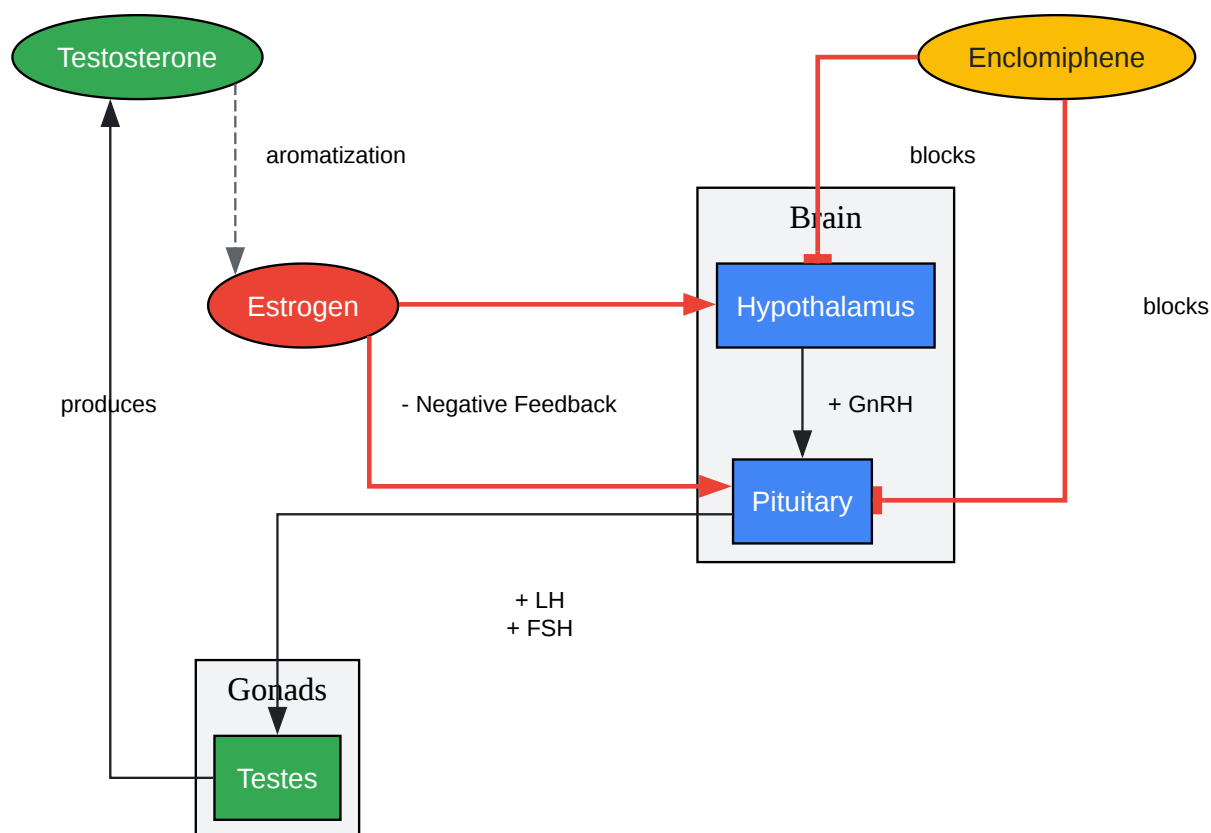 Testosterone
Enclomiphene
aromatization
blocks
Brain
Estrogen
Hypothalamus
blocks
produces
- Negative Feedback
+ GnRH
Pituitary
+ LH
+ FSH
Gonads
Testes